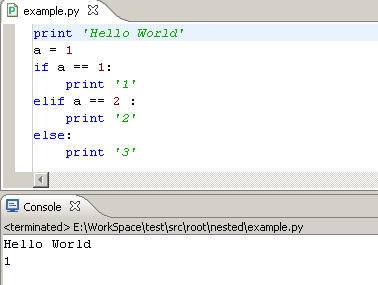 example.py
print 'Hello World'
a = 1
if a == 1:
    print '1'
elif a == 2 :
    print '2'
else:
    print '3'
Console
<terminated> E:\WorkSpace\test\src\root\nested\example.py
Hello World
1